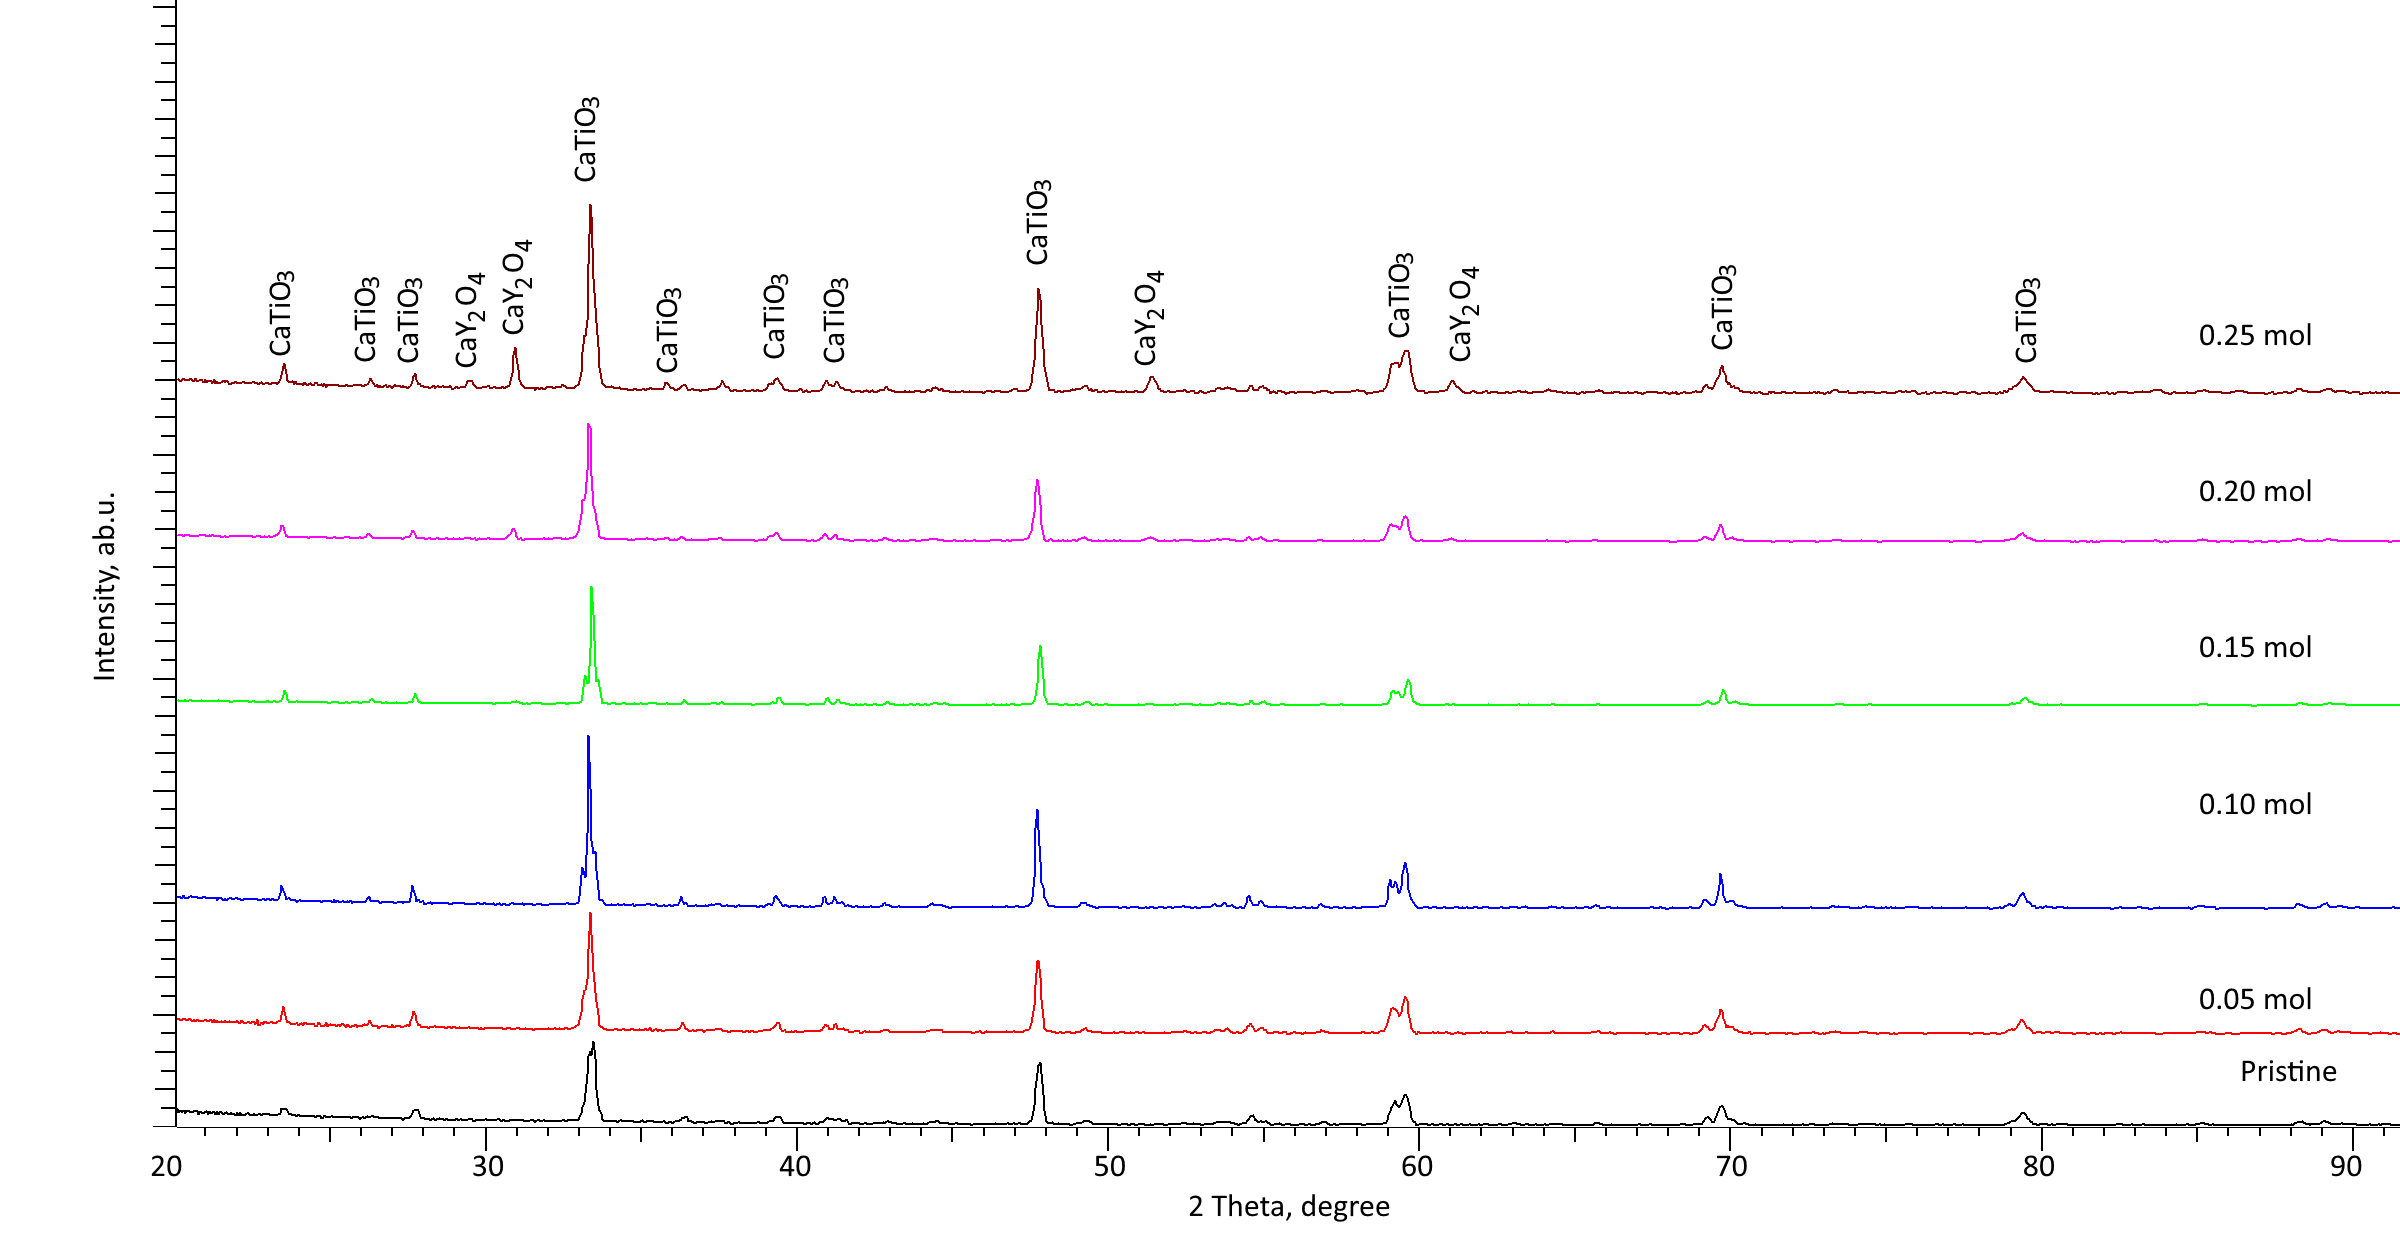 CaTiO3
CaTiO3
CaTiO3
CaY2O4
CaY2O4
CaTiO3
CaTiO3
CaTiO3
CaTiO3
CaTiO3
CaY2O4
CaTiO3
CaY2O4
CaTiO3
CaTiO3
0.25 mol
0.20 mol
0.15 mol
0.10 mol
0.05 mol
Pristine
Intensity, ab.u.
20 30 40 50 60 70 80 90
2 Theta, degree